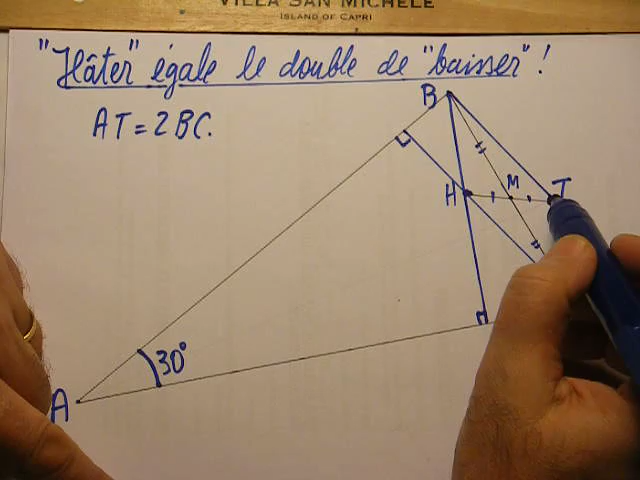 VILLA SAN MICHELE
ISLAND OF CAPRI
"Hâter" égale le double de "baisser" !
AT = 2BC.
B
H
M
T
30°
A